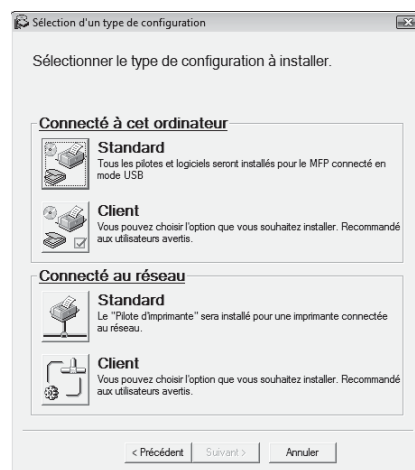 Sélection d'un type de configuration
Sélectionner le type de configuration à installer.
Connecté à cet ordinateur
Standard
Tous les pilotes et logiciels seront installés pour le MFP connecté en
mode USB
Client
Vous pouvez choisir l'option que vous souhaitez installer. Recommandé
aux utilisateurs avertis.
Connecté au réseau
Standard
Le "Pilote d'imprimante" sera installé pour une imprimante connectée
au réseau.
Client
Vous pouvez choisir l'option que vous souhaitez installer. Recommandé
aux utilisateurs avertis.
< Précédent Suivant > Annuler